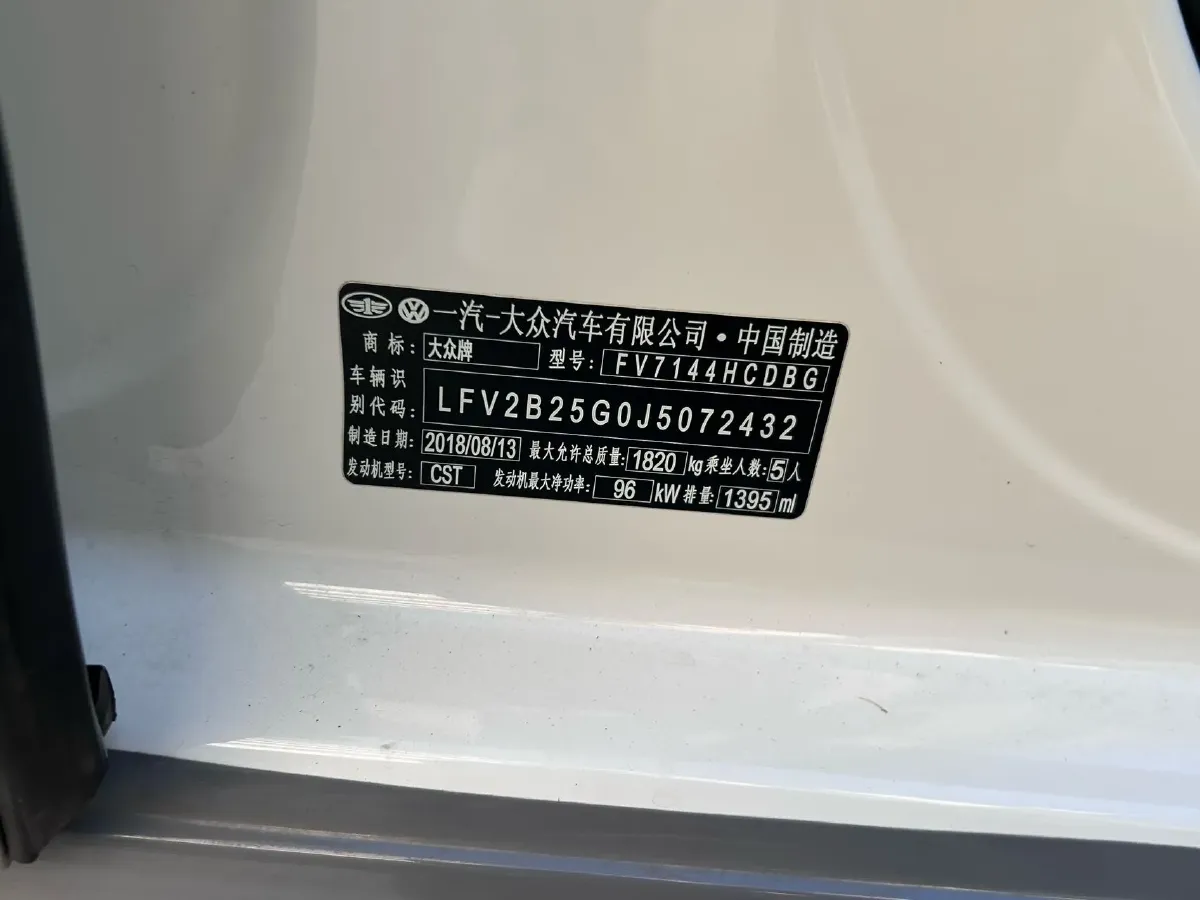 一汽-大众汽车有限公司·中国制造
商标: 大众牌 型号: FV7144HCDBG
车辆识别代码: LFV2B25G0J5072432
制造日期: 2018/08/13 最大允许总质量: 1820 kg 乘坐人数: 5 人
发动机型号: CST 发动机最大净功率: 96 kW 排量: 1395 ml